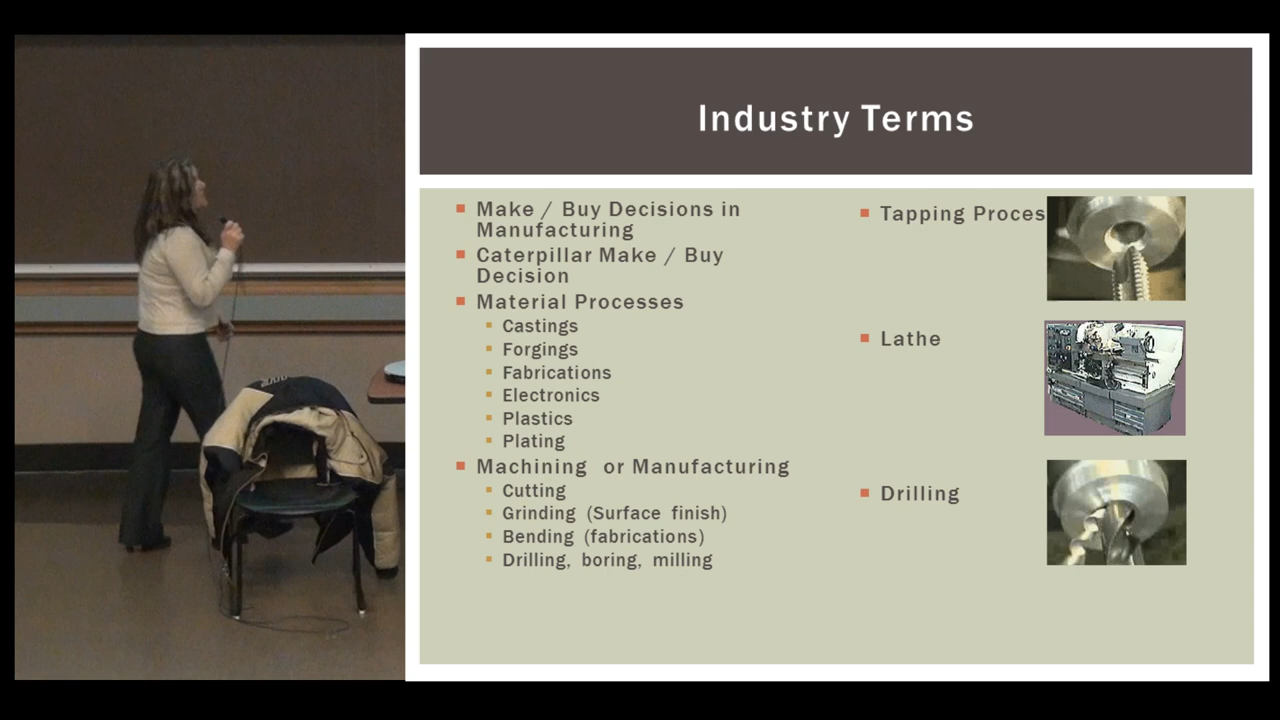 Industry Terms
Make / Buy Decisions in
Manufacturing
Caterpillar Make / Buy
Decision
Material Processes
Castings
Forgings
Fabrications
Electronics
Plastics
Plating
Machining or Manufacturing
Cutting
Grinding (Surface finish)
Bending (fabrications)
Drilling, boring, milling
Tapping Proces
Lathe
Drilling